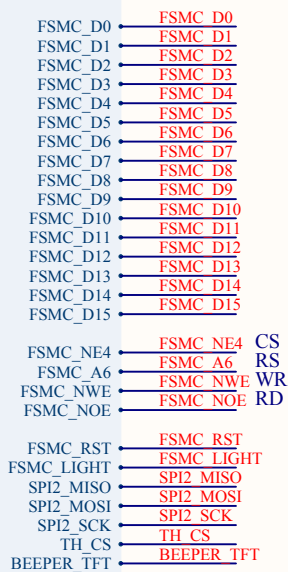 FSMC_D0 FSMC_D0
FSMC_D1 FSMC_D1
FSMC_D2 FSMC_D2
FSMC_D3 FSMC_D3
FSMC_D4 FSMC_D4
FSMC_D5 FSMC_D5
FSMC_D6 FSMC_D6
FSMC_D7 FSMC_D7
FSMC_D8 FSMC_D8
FSMC_D9 FSMC_D9
FSMC_D10 FSMC_D10
FSMC_D11 FSMC_D11
FSMC_D12 FSMC_D12
FSMC_D13 FSMC_D13
FSMC_D14 FSMC_D14
FSMC_D15 FSMC_D15
FSMC_NE4 FSMC_NE4 CS
FSMC_A6 FSMC_A6 RS
FSMC_NWE FSMC_NWE WR
FSMC_NOE FSMC_NOE RD
FSMC_RST FSMC_RST
FSMC_LIGHT FSMC_LIGHT
SPI2_MISO SPI2_MISO
SPI2_MOSI SPI2_MOSI
SPI2_SCK SPI2_SCK
TH_CS TH_CS
BEEPER_TFT BEEPER_TFT